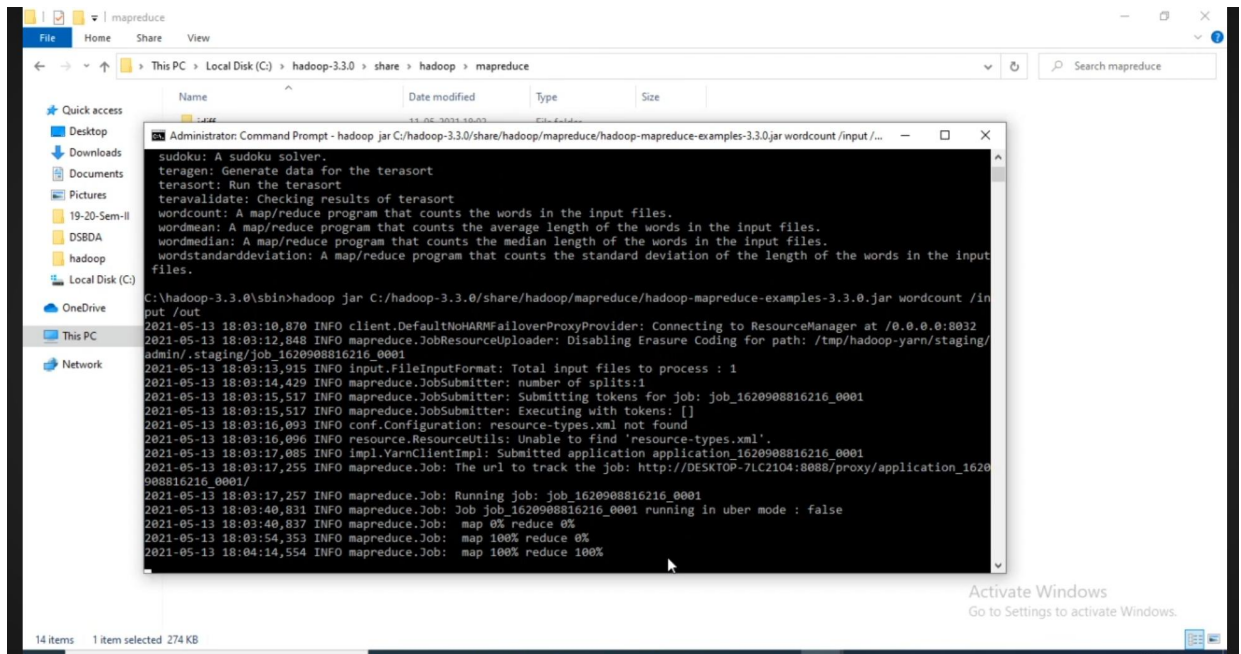 mapreduce
File Home Share View
This PC > Local Disk (C:) > hadoop-3.3.0 > share > hadoop > mapreduce
Search mapreduce
Name Date modified Type Size
Quick access
Desktop
Downloads
Documents
Pictures
19-20-Sem-II
DSBDA
hadoop
Local Disk (C:)
OneDrive
This PC
Network
jdiff 11-05-2021 19:02 File folder
Administrator: Command Prompt - hadoop jar C:/hadoop-3.3.0/share/hadoop/mapreduce/hadoop-mapreduce-examples-3.3.0.jar wordcount /input /...
sudoku: A sudoku solver.
teragen: Generate data for the terasort
terasort: Run the terasort
teravalidate: Checking results of terasort
wordcount: A map/reduce program that counts the words in the input files.
wordmean: A map/reduce program that counts the average length of the words in the input files.
wordmedian: A map/reduce program that counts the median length of the words in the input files.
wordstandarddeviation: A map/reduce program that counts the standard deviation of the length of the words in the input
files.
C:\hadoop-3.3.0\sbin>hadoop jar C:/hadoop-3.3.0/share/hadoop/mapreduce/hadoop-mapreduce-examples-3.3.0.jar wordcount /in
put /out
2021-05-13 18:03:10,870 INFO client.DefaultNoHARMFailoverProxyProvider: Connecting to ResourceManager at /0.0.0.0:8032
2021-05-13 18:03:12,848 INFO mapreduce.JobResourceUploader: Disabling Erasure Coding for path: /tmp/hadoop-yarn/staging/
admin/.staging/job_1620908816216_0001
2021-05-13 18:03:13,915 INFO input.FileInputFormat: Total input files to process : 1
2021-05-13 18:03:14,429 INFO mapreduce.JobSubmitter: number of splits:1
2021-05-13 18:03:15,517 INFO mapreduce.JobSubmitter: Submitting tokens for job: job_1620908816216_0001
2021-05-13 18:03:15,517 INFO mapreduce.JobSubmitter: Executing with tokens: []
2021-05-13 18:03:16,093 INFO conf.Configuration: resource-types.xml not found
2021-05-13 18:03:16,096 INFO resource.ResourceUtils: Unable to find 'resource-types.xml'.
2021-05-13 18:03:17,085 INFO impl.YarnClientImpl: Submitted application application_1620908816216_0001
2021-05-13 18:03:17,255 INFO mapreduce.Job: The url to track the job: http://DESKTOP-7LC21O4:8088/proxy/application_1620
908816216_0001/
2021-05-13 18:03:17,257 INFO mapreduce.Job: Running job: job_1620908816216_0001
2021-05-13 18:03:40,831 INFO mapreduce.Job: Job job_1620908816216_0001 running in uber mode : false
2021-05-13 18:03:40,837 INFO mapreduce.Job:  map 0% reduce 0%
2021-05-13 18:03:54,353 INFO mapreduce.Job:  map 100% reduce 0%
2021-05-13 18:04:14,554 INFO mapreduce.Job:  map 100% reduce 100%
Activate Windows
Go to Settings to activate Windows.
14 items 1 item selected 274 KB